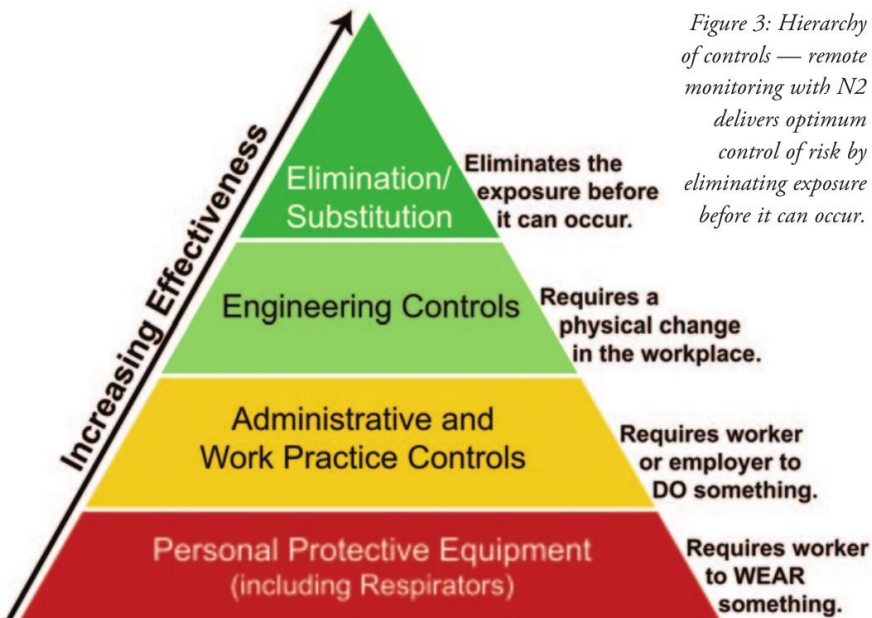 Figure 3: Hierarchy
of controls — remote
monitoring with N2
delivers optimum
control of risk by
eliminating exposure
before it can occur.
Increasing Effectiveness
Elimination/
Substitution
Eliminates the
exposure before
it can occur.
Engineering Controls
Requires a
physical change
in the workplace.
Administrative and
Work Practice Controls
Requires worker
or employer to
DO something.
Personal Protective Equipment
(including Respirators)
Requires worker
to WEAR
something.